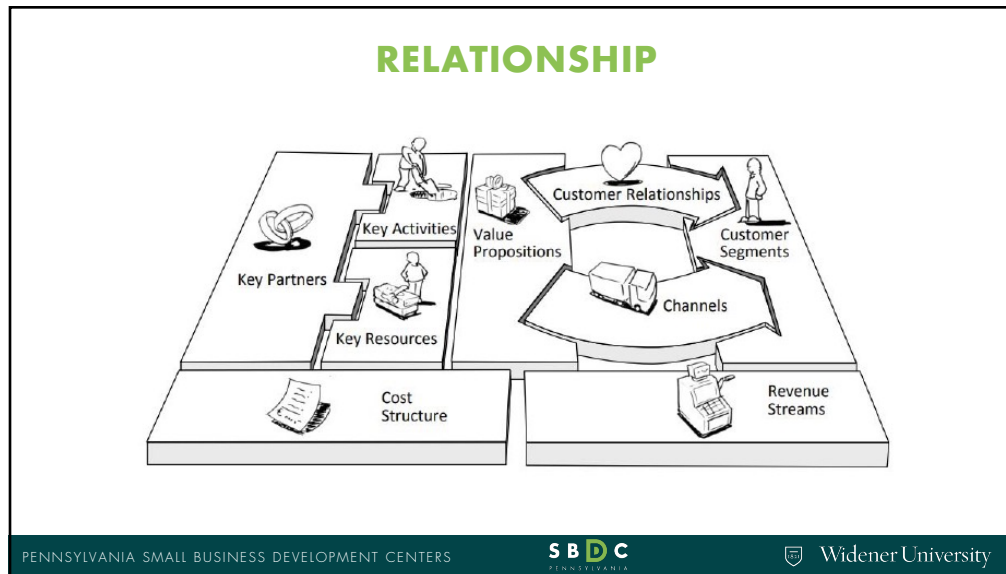 RELATIONSHIP
Key Partners
Key Activities
Key Resources
Value
Propositions
Customer Relationships
Channels
Customer
Segments
Cost
Structure
Revenue
Streams
PENNSYLVANIA SMALL BUSINESS DEVELOPMENT CENTERS
SBDC
PENNSYLVANIA
1821
Widener University